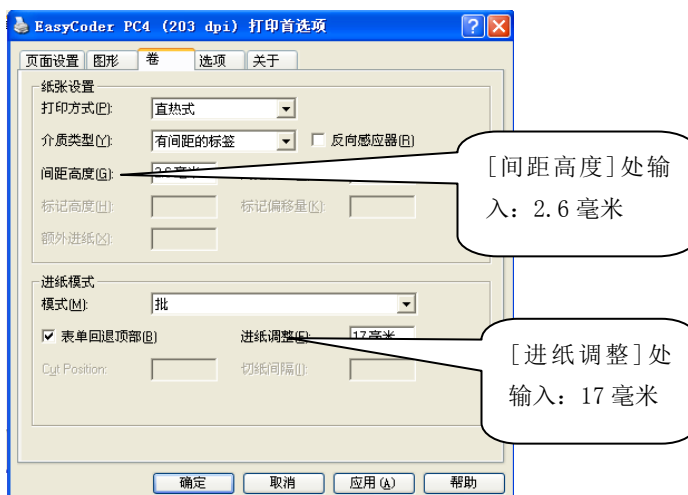 EasyCoder PC4 (203 dpi) 打印首选项
页面设置 图形 卷 选项 关于
纸张设置
打印方式(P): 直热式
介质类型(Y): 有间距的标签 反向感应器(R)
间距高度(G): 2.6 毫米
[间距高度]处输
入：2.6 毫米
标记高度(H): 标记偏移量(K):
额外进纸(X):
进纸模式
模式(M): 批
表单回退顶部(B) 进纸调整(F): 17 毫米
[进纸调整]处
输入：17 毫米
Cut Position: 切纸间隔(I):
确定 取消 应用(A) 帮助